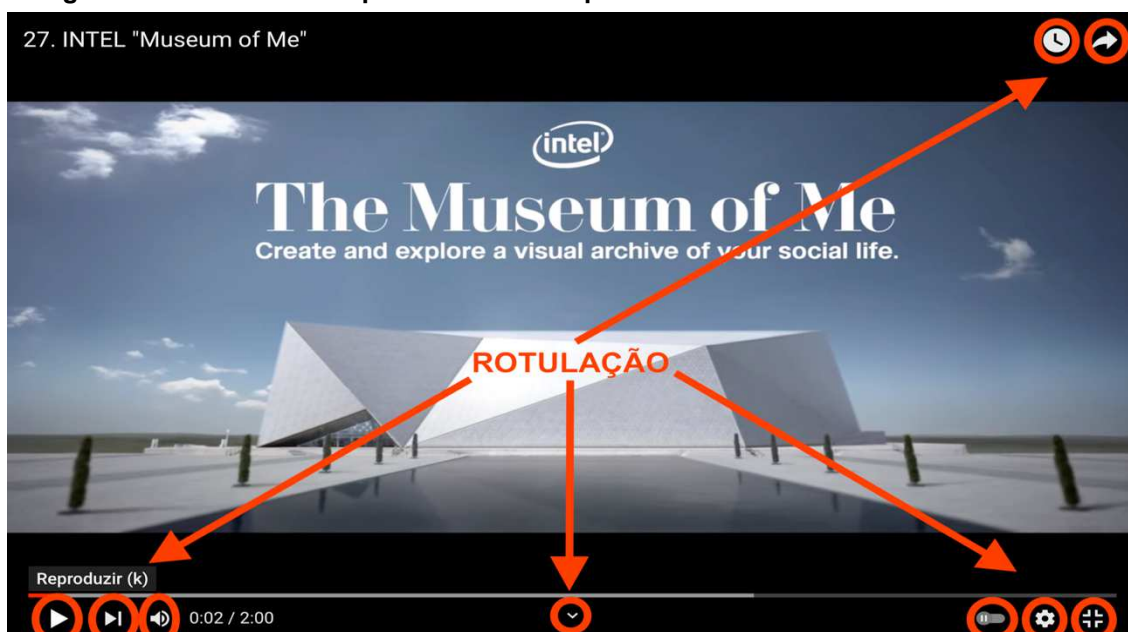 27. INTEL "Museum of Me"
intel
The Museum of Me
Create and explore a visual archive of your social life.
ROTULAÇÃO
Reproduzir (k)
0:02 / 2:00